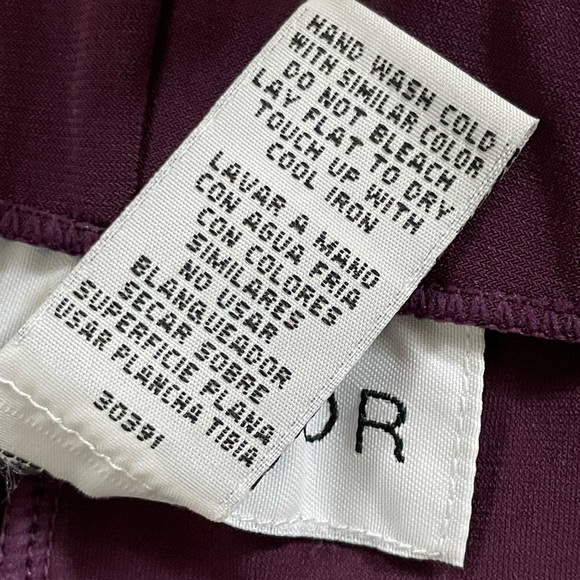 HAND WASH COLD
WITH SIMILAR COLOR
DO NOT BLEACH
LAY FLAT TO DRY
TOUCH UP WITH
COOL IRON
LAVAR A MANO
CON AGUA FRIA
CON COLORES
SIMILARES
NO USAR
BLANQUEADOR
SECAR SOBRE
SUPERFICIE PLANA
USAR PLANCHA TIBIA
30391
OR